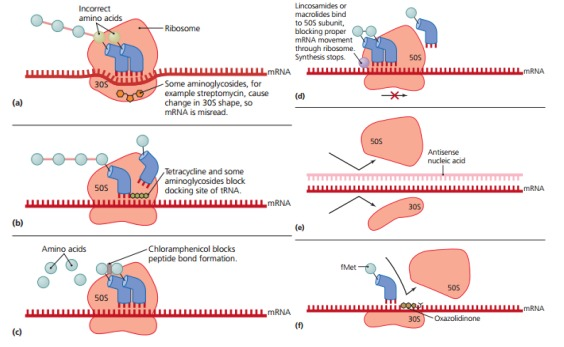 Incorrect
amino acids
Ribosome
30S
mRNA
Some aminoglycosides, for
example streptomycin, cause
change in 30S shape, so
mRNA is misread.
(a)
50S
Tetracycline and some
aminoglycosides block
docking site of tRNA.
mRNA
(b)
Amino acids
Chloramphenicol blocks
peptide bond formation.
50S
mRNA
(c)
Lincosamides or
macrolides bind
to 50S subunit,
blocking proper
mRNA movement
through ribosome.
Synthesis stops.
50S
mRNA
(d)
50S
Antisense
nucleic acid
mRNA
30S
(e)
fMet
50S
mRNA
30S
Oxazolidinone
(f)